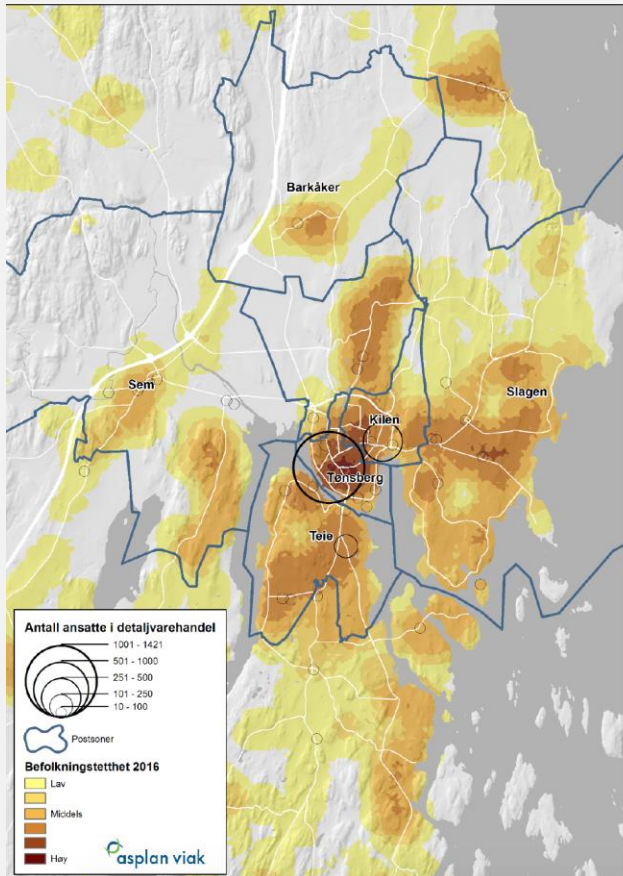 Barkåker
Sem
Slagen
Kilen
Tønsberg
Teie
Antall ansatte i detaljvarehandel
1001 - 1421
501 - 1000
251 - 500
101 - 250
10 - 100
Postsoner
Befolkningstetthet 2016
Lav
Middels
Høy
asplan viak